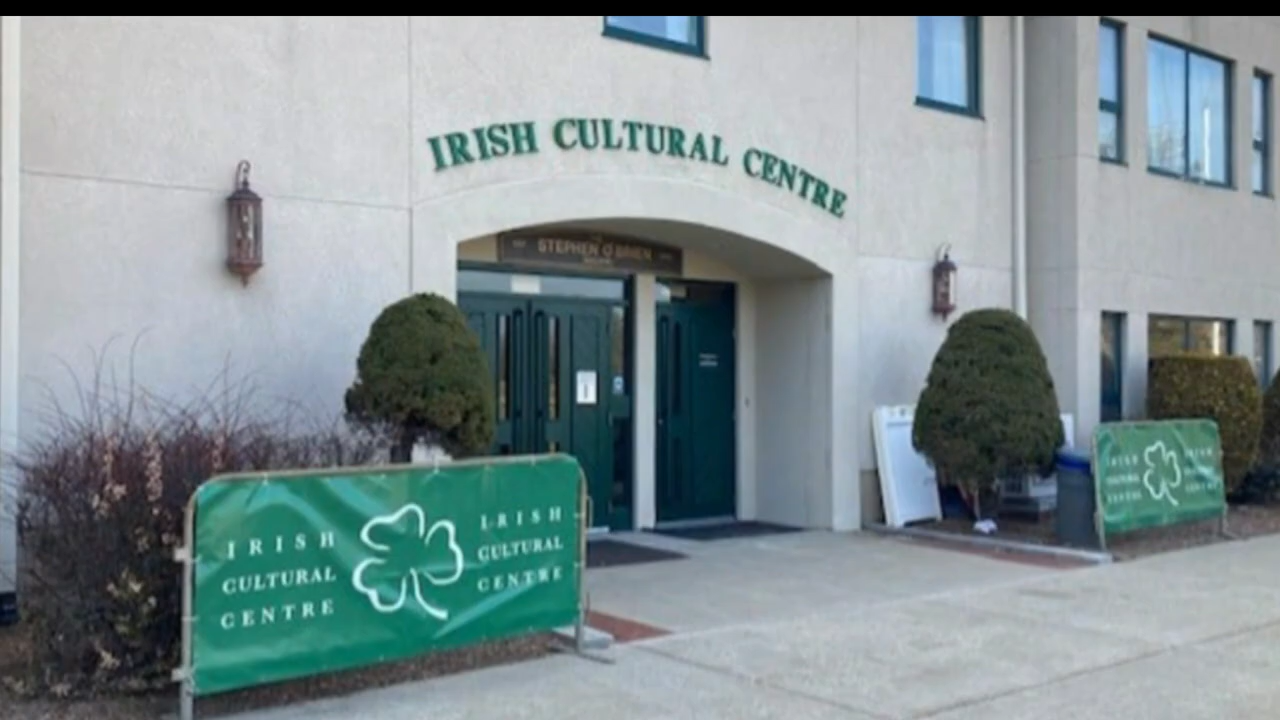 IRISH CULTURAL CENTRE
STEPHEN O'BRIEN
IRISH
CULTURAL
CENTRE
IRISH
CULTURAL
CENTRE
IRISH
CULTURAL
CENTRE
IRISH
CULTURAL
CENTRE